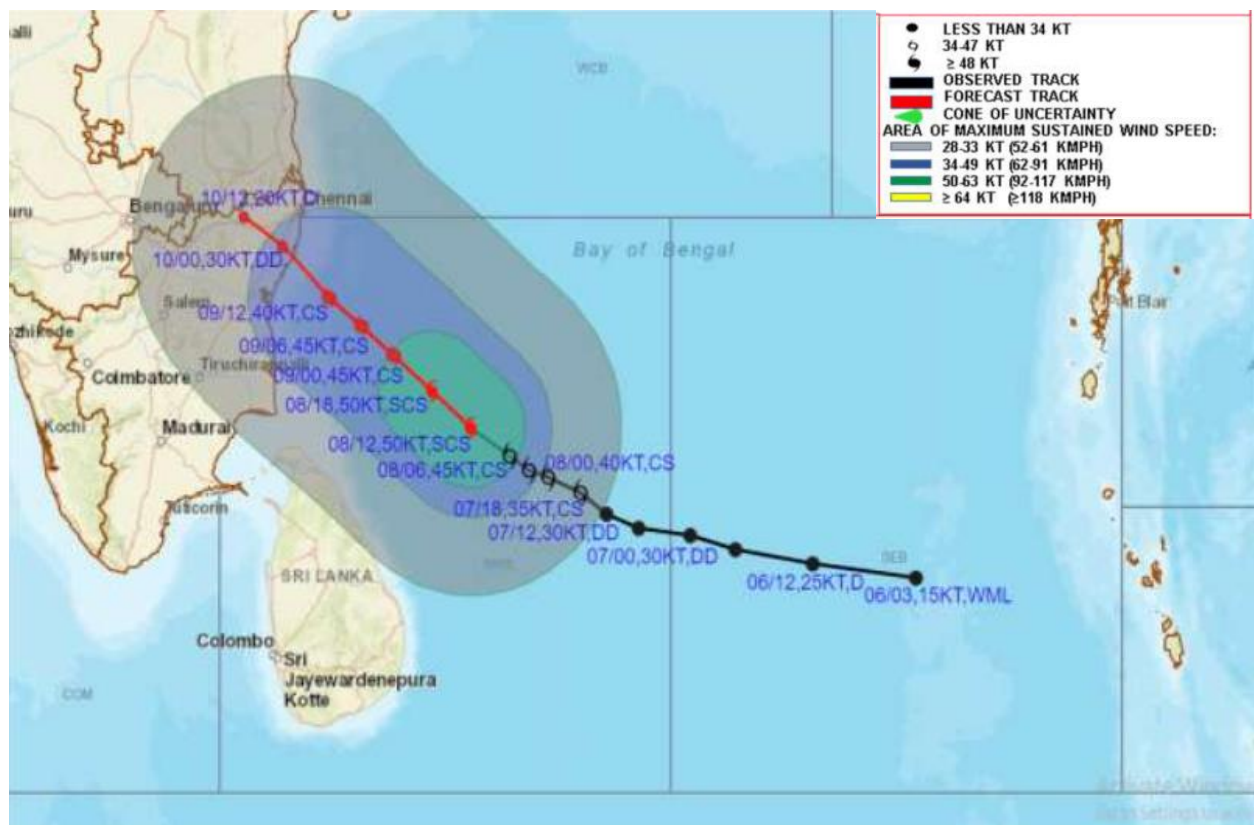 LESS THAN 34 KT
34-47 KT
≥ 48 KT
OBSERVED TRACK
FORECAST TRACK
CONE OF UNCERTAINTY
AREA OF MAXIMUM SUSTAINED WIND SPEED:
28-33 KT (52-61 KMPH)
34-49 KT (62-91 KMPH)
50-63 KT (92-117 KMPH)
≥ 64 KT (≥118 KMPH)
alli
WCB
10/12,20KT,
Chennai
Bengaluru
uru
Mysure
Bay of Bengal
10/00,30KT,DD
Salem
09/12,40KT,CS
ozhikode
09/06,45KT,CS
Tiruchirappalli
Coimbatore
09/00,45KT,CS
08/18,50KT,SCS
Kochi
Madurai
08/12,50KT,SCS
08/06,45KT,CS
08/00,40KT,CS
Tuticorin
07/18,35KT,CS
07/12,30KT,DD
07/00,30KT,DD
SEB
SRI LANKA
06/12,25KT,D
06/03,15KT,WML
Colombo
Sri
Jayewardenepura
Kotte
COM
Blair
Activate Window